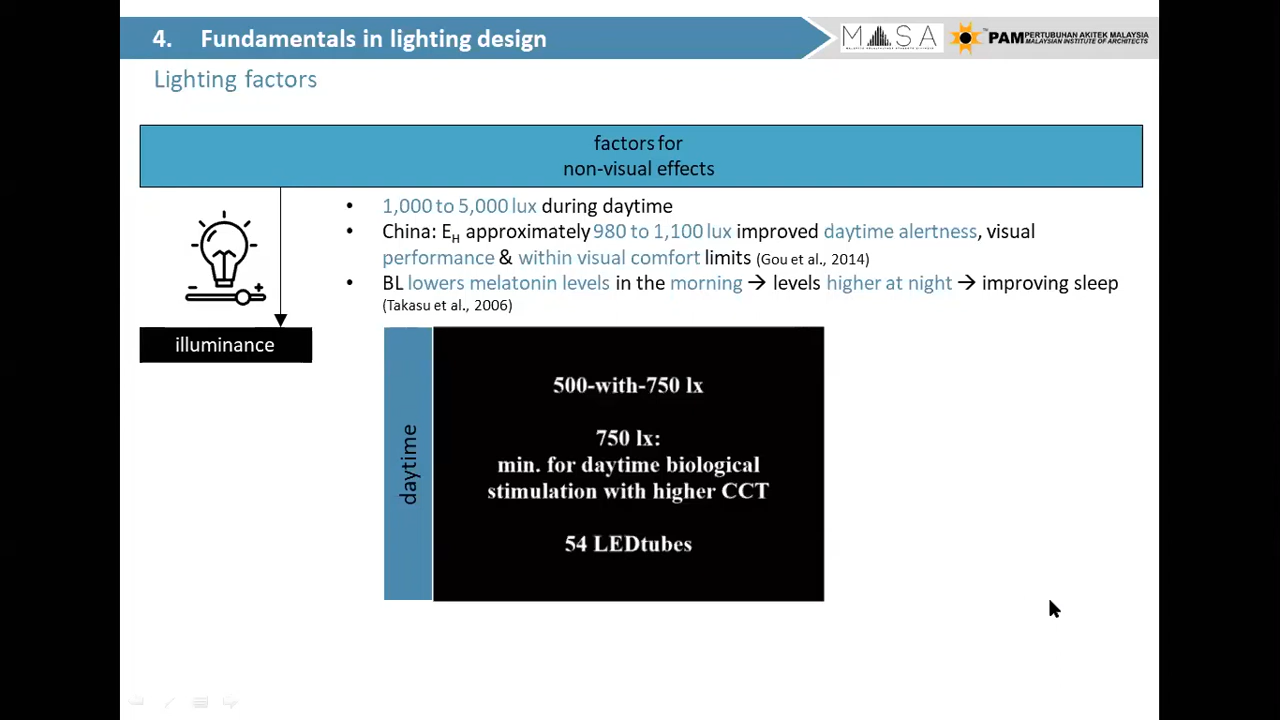 4. Fundamentals in lighting design
M A S A
PAM PERTUBUHAN AKITEK MALAYSIA
MALAYSIAN INSTITUTE OF ARCHITECTS
Lighting factors
factors for
non-visual effects
• 1,000 to 5,000 lux during daytime
• China: EH approximately 980 to 1,100 lux improved daytime alertness, visual
performance & within visual comfort limits (Gou et al., 2014)
• BL lowers melatonin levels in the morning → levels higher at night → improving sleep
(Takasu et al., 2006)
illuminance
daytime
500-with-750 lx
750 lx:
min. for daytime biological
stimulation with higher CCT
54 LEDtubes